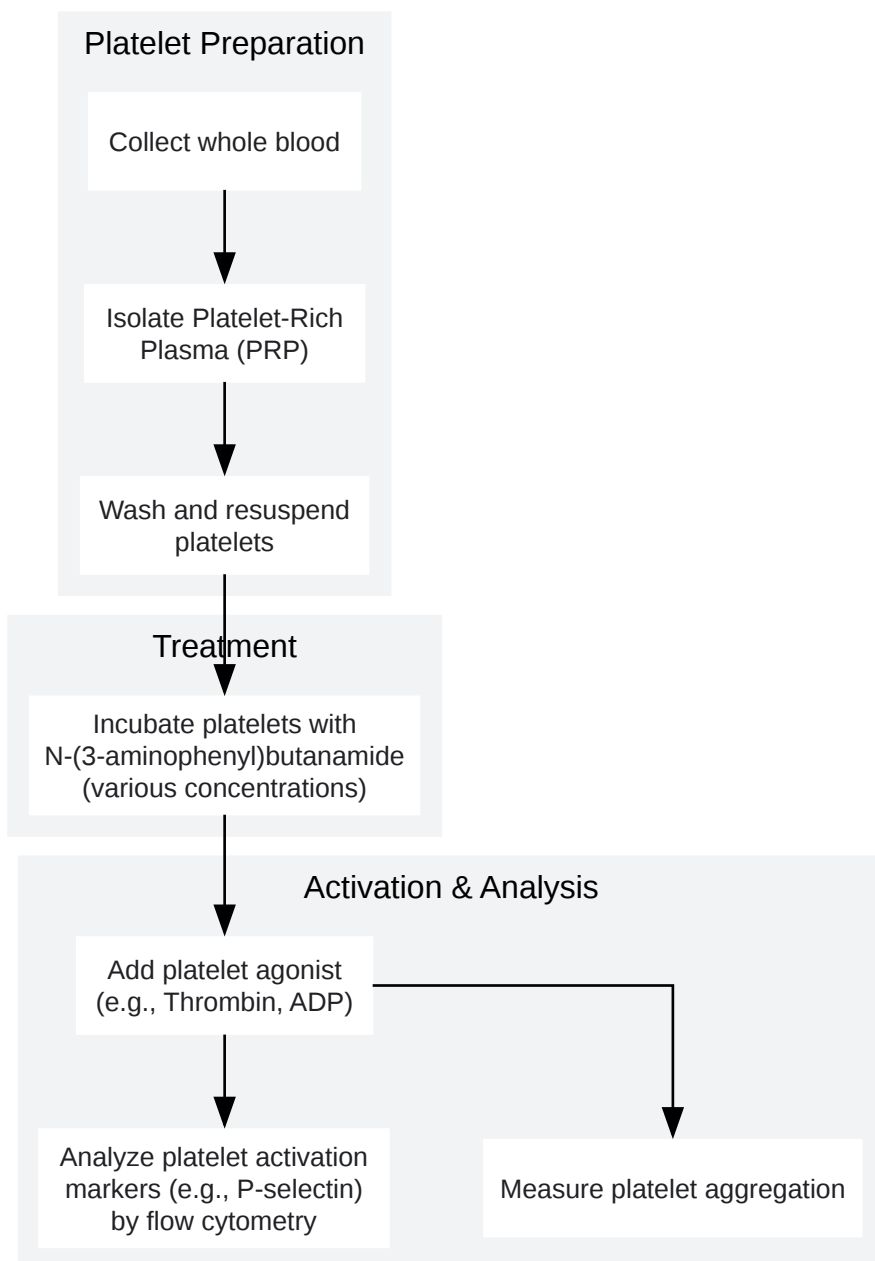 Platelet Preparation
Collect whole blood
Isolate Platelet-Rich
Plasma (PRP)
Wash and resuspend
platelets
Treatment
Incubate platelets with
N-(3-aminophenyl)butanamide
(various concentrations)
Activation & Analysis
Add platelet agonist
(e.g., Thrombin, ADP)
Analyze platelet activation
markers (e.g., P-selectin)
by flow cytometry
Measure platelet aggregation